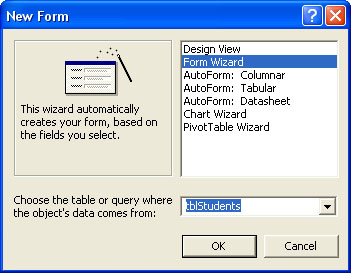 New Form
Design View
Form Wizard
AutoForm: Columnar
AutoForm: Tabular
AutoForm: Datasheet
Chart Wizard
PivotTable Wizard
This wizard automatically
creates your form, based on
the fields you select.
Choose the table or query where
the object's data comes from:
tblStudents
OK
Cancel